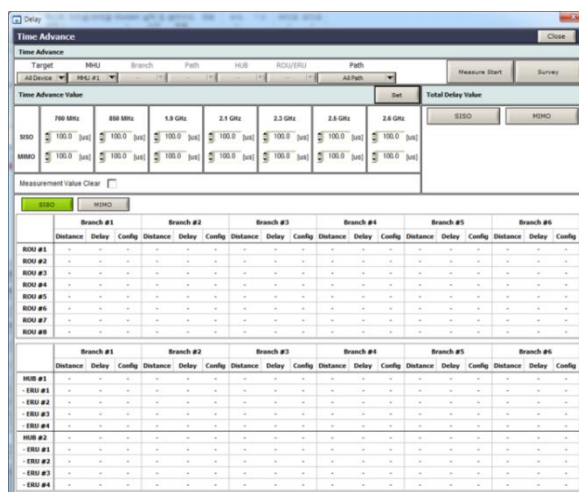 Delay
Time Advance Close
Time Advance
Target MHU Branch Path HUB ROU/ERU Path
All Device MHU #1 - - - - All Path Measure Start Survey
Time Advance Value Set Total Delay Value
700 MHz 850 MHz 1.9 GHz 2.1 GHz 2.3 GHz 2.5 GHz 2.6 GHz SISO MIMO
SISO 100.0 [us] 100.0 [us] 100.0 [us] 100.0 [us] 100.0 [us] 100.0 [us] 100.0 [us]
MIMO 100.0 [us] 100.0 [us] 100.0 [us] 100.0 [us] 100.0 [us] 100.0 [us] 100.0 [us]
Measurement Value Clear
SISO MIMO
Branch #1 Branch #2 Branch #3 Branch #4 Branch #5 Branch #6
Distance Delay Config Distance Delay Config Distance Delay Config Distance Delay Config Distance Delay Config Distance Delay Config
ROU #1 - - - - - - - - - - - - - - - - - -
ROU #2 - - - - - - - - - - - - - - - - - -
ROU #3 - - - - - - - - - - - - - - - - - -
ROU #4 - - - - - - - - - - - - - - - - - -
ROU #5 - - - - - - - - - - - - - - - - - -
ROU #6 - - - - - - - - - - - - - - - - - -
ROU #7 - - - - - - - - - - - - - - - - - -
ROU #8 - - - - - - - - - - - - - - - - - -
Branch #1 Branch #2 Branch #3 Branch #4 Branch #5 Branch #6
Distance Delay Config Distance Delay Config Distance Delay Config Distance Delay Config Distance Delay Config Distance Delay Config
HUB #1 - - - - - - - - - - - - - - - - - -
- ERU #1 - - - - - - - - - - - - - - - - - -
- ERU #2 - - - - - - - - - - - - - - - - - -
- ERU #3 - - - - - - - - - - - - - - - - - -
- ERU #4 - - - - - - - - - - - - - - - - - -
HUB #2 - - - - - - - - - - - - - - - - - -
- ERU #1 - - - - - - - - - - - - - - - - - -
- ERU #2 - - - - - - - - - - - - - - - - - -
- ERU #3 - - - - - - - - - - - - - - - - - -
- ERU #4 - - - - - - - - - - - - - - - - - -